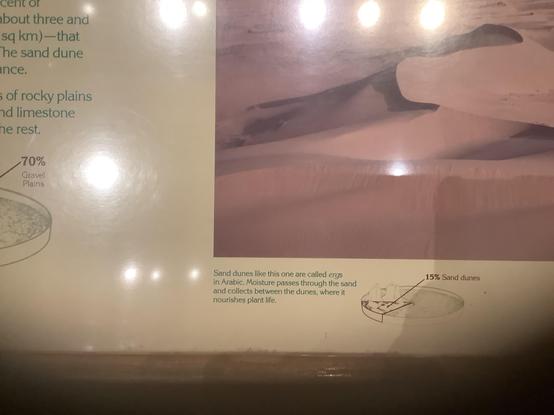 cent of
about three and
sq km)—that
The sand dune
ance.
s of rocky plains
nd limestone
he rest.
70%
Gravel
Plains
Sand dunes like this one are called ergs
in Arabic. Moisture passes through the sand
and collects between the dunes, where it
nourishes plant life.
15% Sand dunes